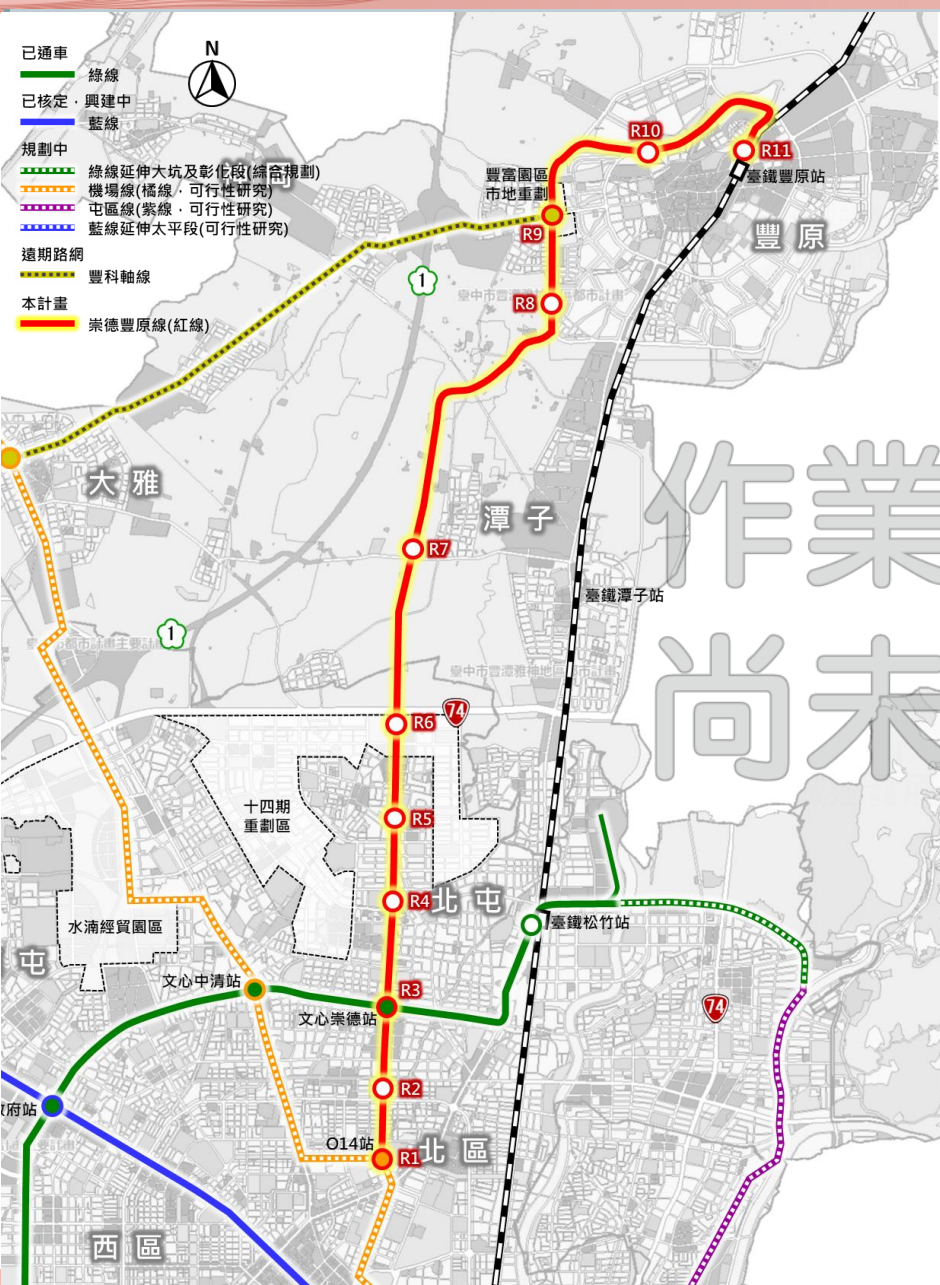 已通車
綠線
已核定・興建中
藍線
規劃中
綠線延伸大坑及彰化段(綜合規劃)
機場線(橘線・可行性研究)
屯區線(紫線・可行性研究)
藍線延伸太平段(可行性研究)
遠期路網
豐科軸線
本計畫
崇德豐原線(紅線)
N
R10
R11
臺鐵豐原站
豐富園區
市地重劃
R9
豐原
1
R8
大雅
潭子
作業
R7
臺鐵潭子站
1
尚未
R6
74
十四期
重劃區
R5
R4
北屯
水湳經貿園區
臺鐵松竹站
屯
文心中清站
R3
文心崇德站
74
R2
府站
O14站
R1
北區
西區